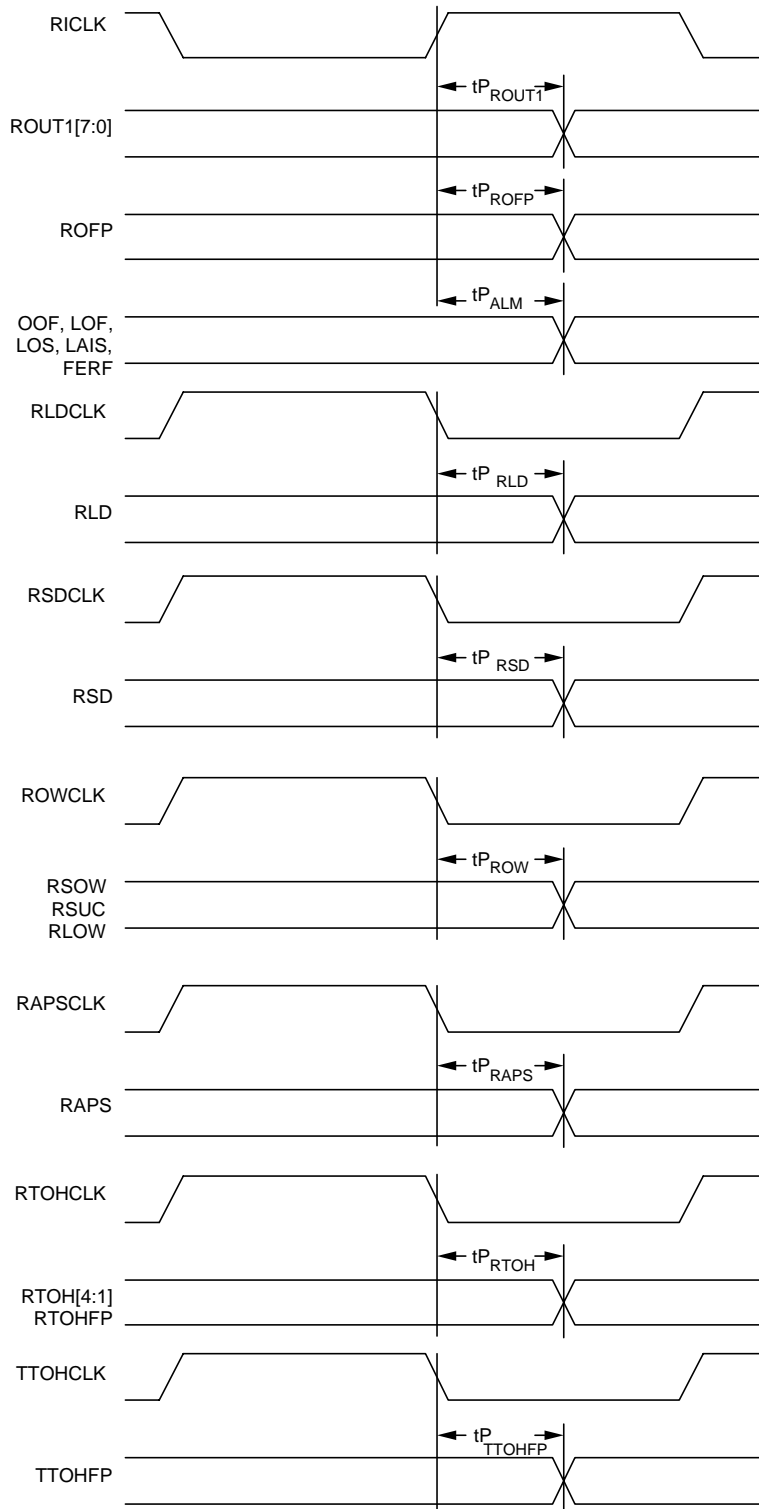 RICLK
tPROUT1
ROUT1[7:0]
tPROFP
ROFP
tPALM
OOF, LOF,
LOS, LAIS,
FERF
RLDCLK
tP RLD
RLD
RSDCLK
tP RSD
RSD
ROWCLK
tPROW
RSOW
RSUC
RLOW
RAPSCLK
tPRAPS
RAPS
RTOHCLK
tPRTOH
RTOH[4:1]
RTOHFP
TTOHCLK
tPTTOHFP
TTOHFP